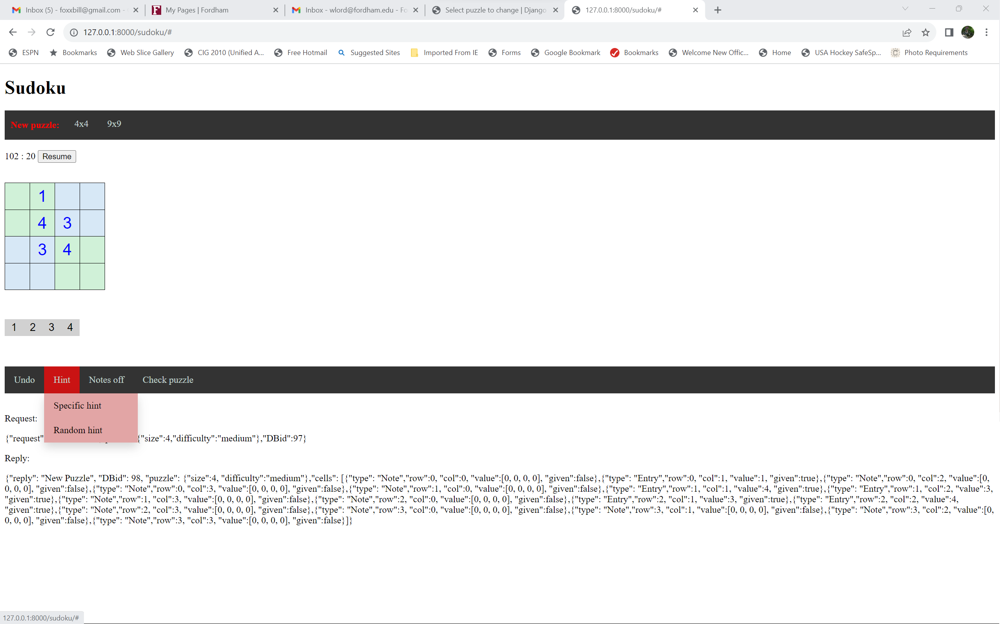 Inbox (5) - foxxbill@gmail.com -
My Pages | Fordham
Inbox - wlord@fordham.edu - Fo
Select puzzle to change | Django
127.0.0.1:8000/sudoku/#
127.0.0.1:8000/sudoku/#
ESPN Bookmarks Web Slice Gallery CIG 2010 (Unified A... Free Hotmail Suggested Sites Imported From IE Forms Google Bookmark Bookmarks Welcome New Offic... Home USA Hockey SafeSp... Photo Requirements
Sudoku
New puzzle: 4x4 9x9
102 : 20 Resume
1
4 3
3 4
1 2 3 4
Undo Hint Notes off Check puzzle
Specific hint
Request:
Random hint
{"request" {"size":4,"difficulty":"medium"},"DBid":97}
Reply:
{"reply": "New Puzzle", "DBid": 98, "puzzle": {"size":4, "difficulty":"medium"},"cells": [{"type": "Note","row":0, "col":0, "value":[0, 0, 0, 0], "given":false},{"type": "Entry","row":0, "col":1, "value":1, "given":true},{"type": "Note","row":0, "col":2, "value":[0,
0, 0, 0], "given":false},{"type": "Note","row":0, "col":3, "value":[0, 0, 0, 0], "given":false},{"type": "Note","row":1, "col":0, "value":[0, 0, 0, 0], "given":false},{"type": "Entry","row":1, "col":1, "value":4, "given":true},{"type": "Entry","row":1, "col":2, "value":3,
"given":true},{"type": "Note","row":1, "col":3, "value":[0, 0, 0, 0], "given":false},{"type": "Note","row":2, "col":0, "value":[0, 0, 0, 0], "given":false},{"type": "Entry","row":2, "col":1, "value":3, "given":true},{"type": "Entry","row":2, "col":2, "value":4,
"given":true},{"type": "Note","row":2, "col":3, "value":[0, 0, 0, 0], "given":false},{"type": "Note","row":3, "col":0, "value":[0, 0, 0, 0], "given":false},{"type": "Note","row":3, "col":1, "value":[0, 0, 0, 0], "given":false},{"type": "Note","row":3, "col":2, "value":[0,
0, 0, 0], "given":false},{"type": "Note","row":3, "col":3, "value":[0, 0, 0, 0], "given":false}]}
127.0.0.1:8000/sudoku/#